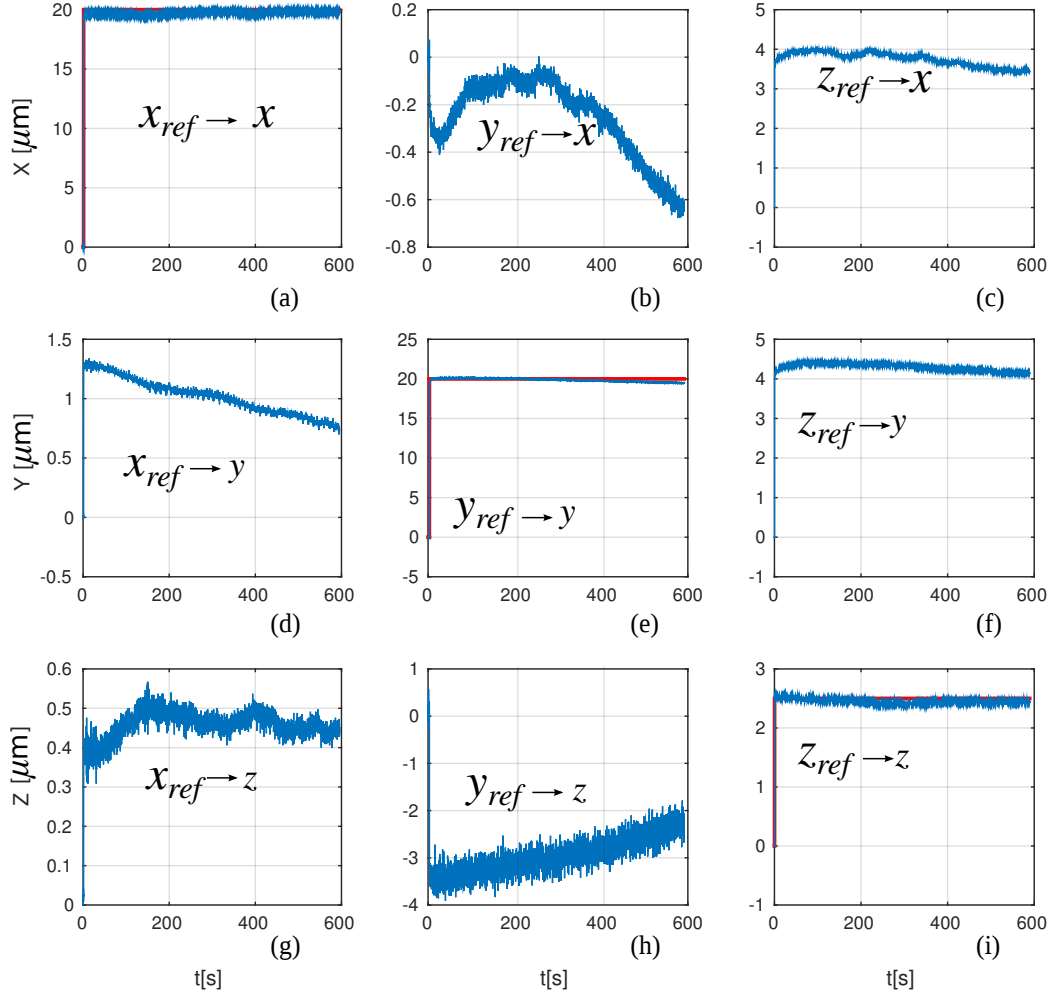 20
15
10
5
0
X [μm]
x_ref → x
0 200 400 600
(a)
0.2
0
-0.2
-0.4
-0.6
-0.8
y_ref → x
0 200 400 600
(b)
5
4
3
2
1
0
-1
z_ref → x
0 200 400 600
(c)
1.5
1
0.5
0
-0.5
Y [μm]
x_ref → y
0 200 400 600
(d)
25
20
15
10
5
0
-5
y_ref → y
0 200 400 600
(e)
5
4
3
2
1
0
-1
z_ref → y
0 200 400 600
(f)
0.6
0.5
0.4
0.3
0.2
0.1
0
Z [μm]
x_ref → z
0 200 400 600
(g)
t[s]
1
0
-1
-2
-3
-4
y_ref → z
0 200 400 600
(h)
t[s]
3
2
1
0
-1
z_ref → z
0 200 400 600
(i)
t[s]